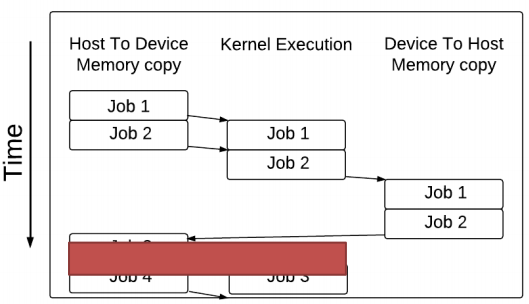 Host To Device
Memory copy
Kernel Execution
Device To Host
Memory copy
Time
Job 1
Job 2
Job 1
Job 2
Job 1
Job 2
Job 4
Job 3